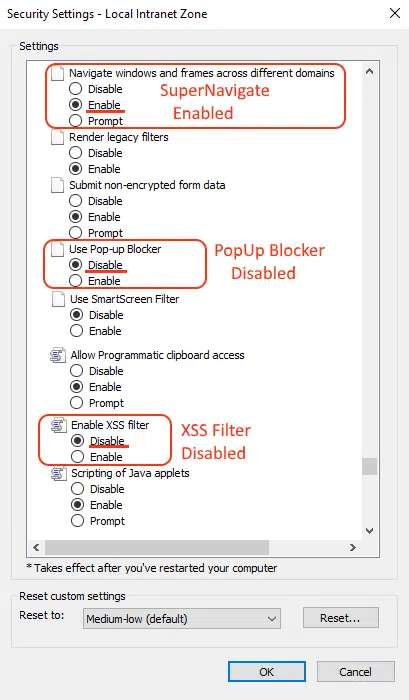 Security Settings - Local Intranet Zone
Settings
Navigate windows and frames across different domains
Disable
Enable
Prompt
SuperNavigate
Enabled
Render legacy filters
Disable
Enable
Submit non-encrypted form data
Disable
Enable
Prompt
Use Pop-up Blocker
Disable
Enable
PopUp Blocker
Disabled
Use SmartScreen Filter
Disable
Enable
Allow Programmatic clipboard access
Disable
Enable
Prompt
Enable XSS filter
Disable
Enable
XSS Filter
Disabled
Scripting of Java applets
Disable
Enable
Prompt
*Takes effect after you've restarted your computer
Reset custom settings
Reset to: Medium-low (default) Reset...
OK Cancel